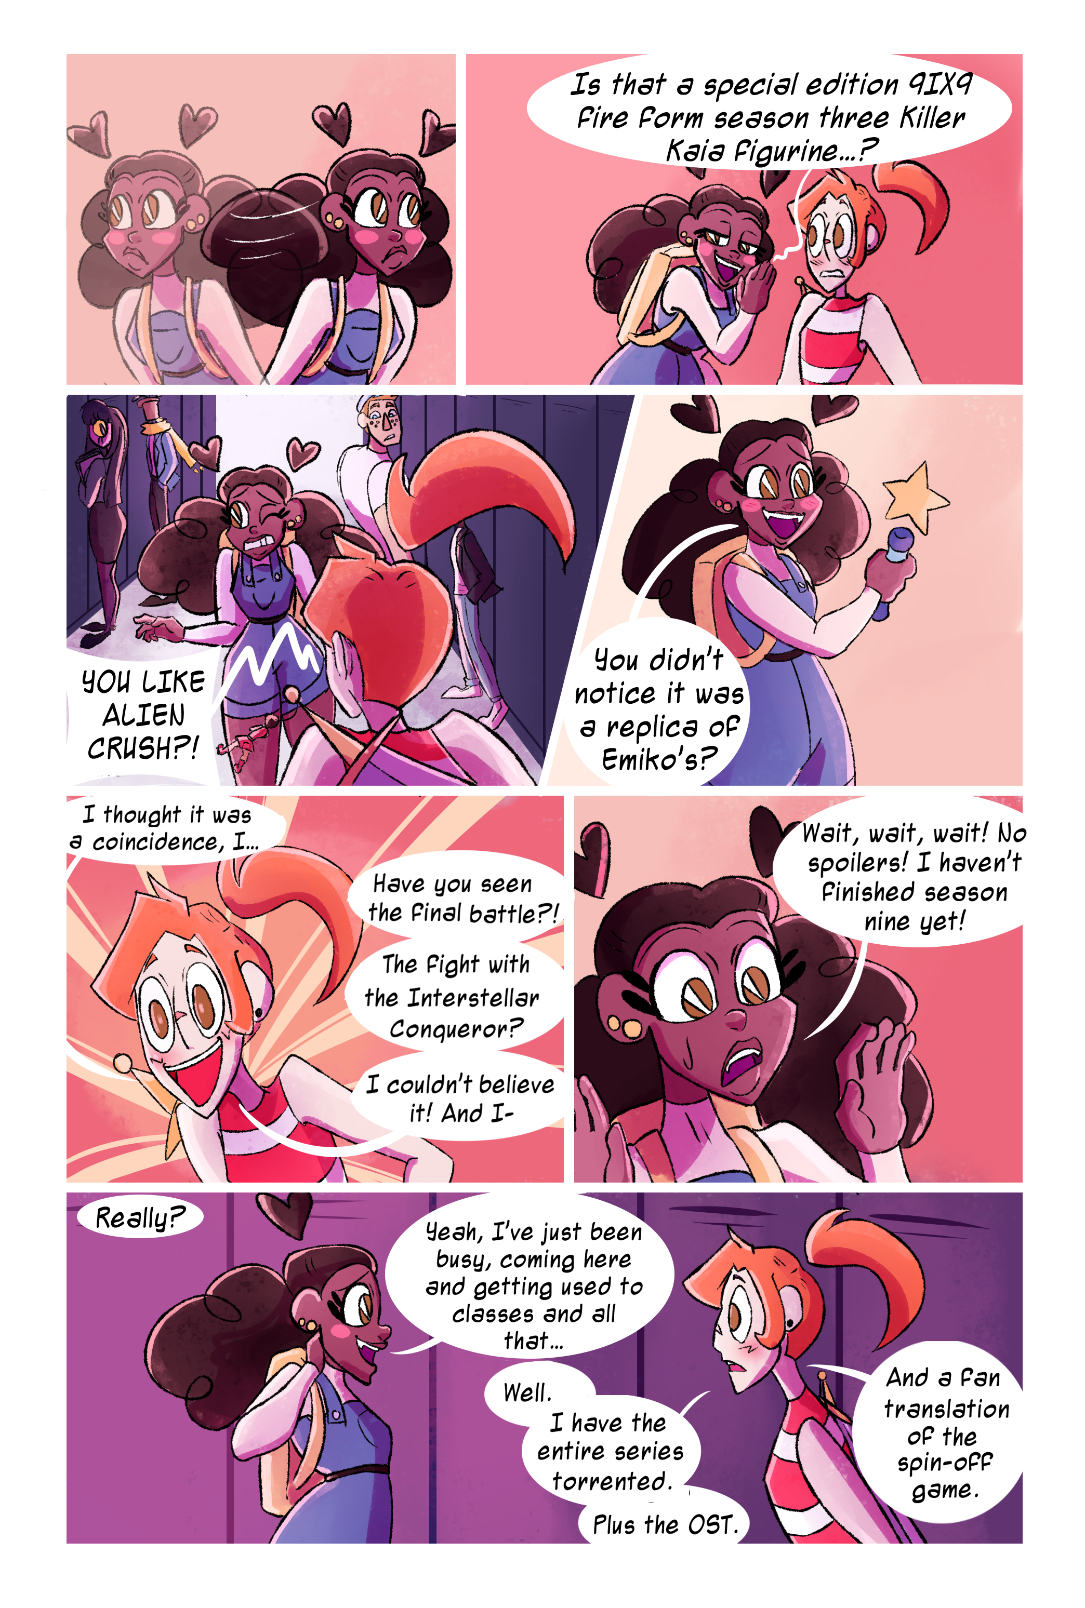 Is that a special edition 9IX9
fire form season three Killer
Kaia figurine...?
YOU LIKE
ALIEN
CRUSH?!
You didn't
notice it was
a replica of
Emiko's?
I thought it was
a coincidence, I...
Have you seen
the final battle?!
The fight with
the Interstellar
Conqueror?
I couldn't believe
it! And I-
Wait, wait, wait! No
spoilers! I haven't
finished season
nine yet!
Really?
Yeah, I've just been
busy, coming here
and getting used to
classes and all
that...
Well.
I have the
entire series
torrented.
Plus the OST.
And a fan
translation
of the
spin-off
game.